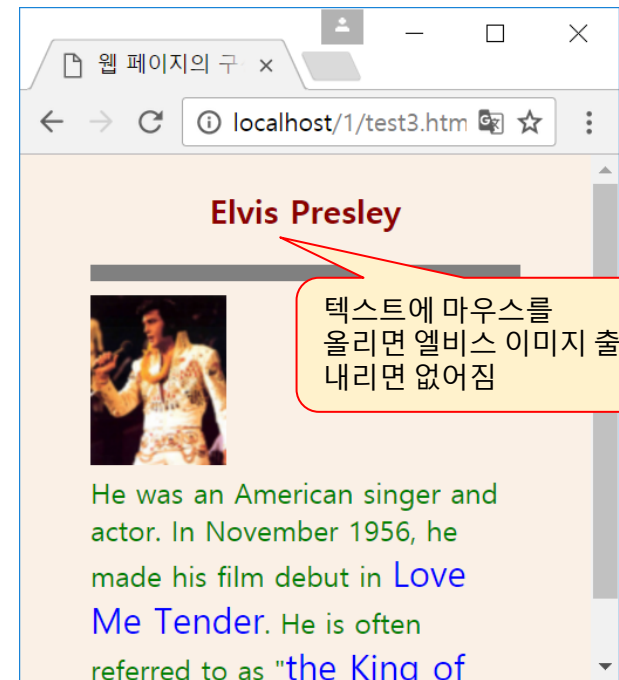 웹 페이지의 구
localhost/1/test3.htm
Elvis Presley
텍스트에 마우스를
올리면 엘비스 이미지 출
내리면 없어짐
He was an American singer and
actor. In November 1956, he
made his film debut in Love
Me Tender. He is often
referred to as "the King of